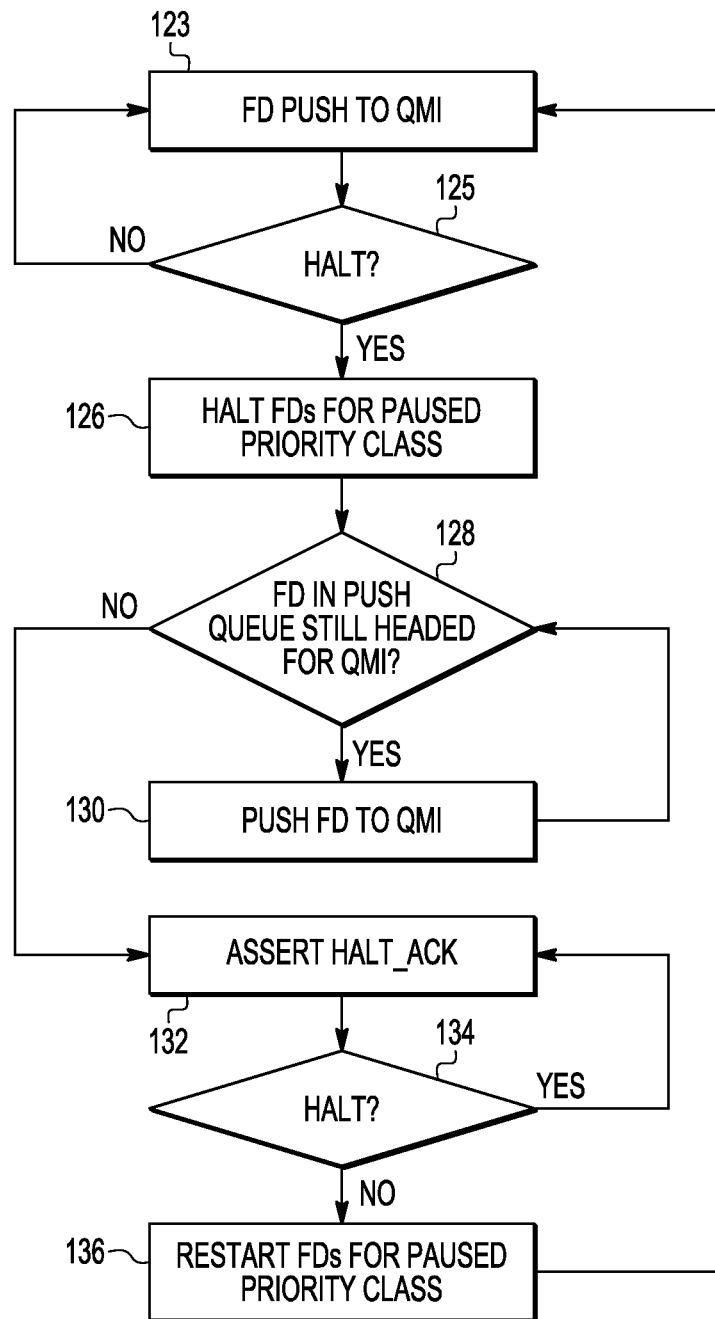 123
FD PUSH TO QMI
125
NO
HALT?
YES
126
HALT FDs FOR PAUSED
PRIORITY CLASS
128
NO
FD IN PUSH
QUEUE STILL HEADED
FOR QMI?
YES
130
PUSH FD TO QMI
ASSERT HALT_ACK
132
134
HALT?
YES
NO
136
RESTART FDs FOR PAUSED
PRIORITY CLASS